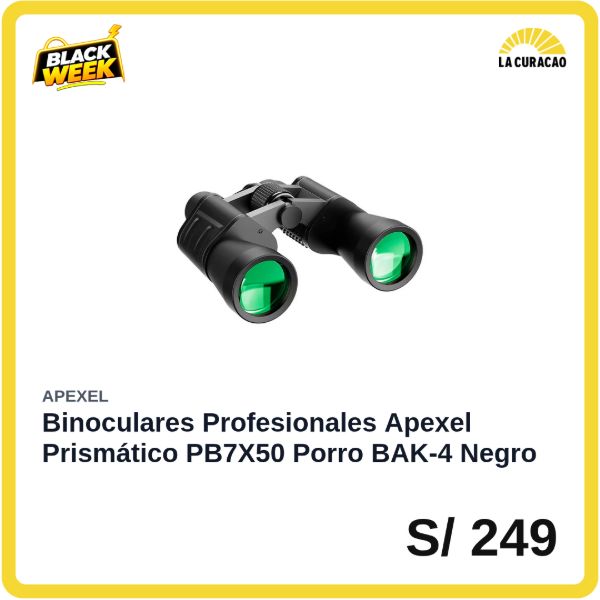 BLACK
WEEK
LA CURACAO
APEXEL
Binoculares Profesionales Apexel
Prismático PB7X50 Porro BAK-4 Negro
S/ 249